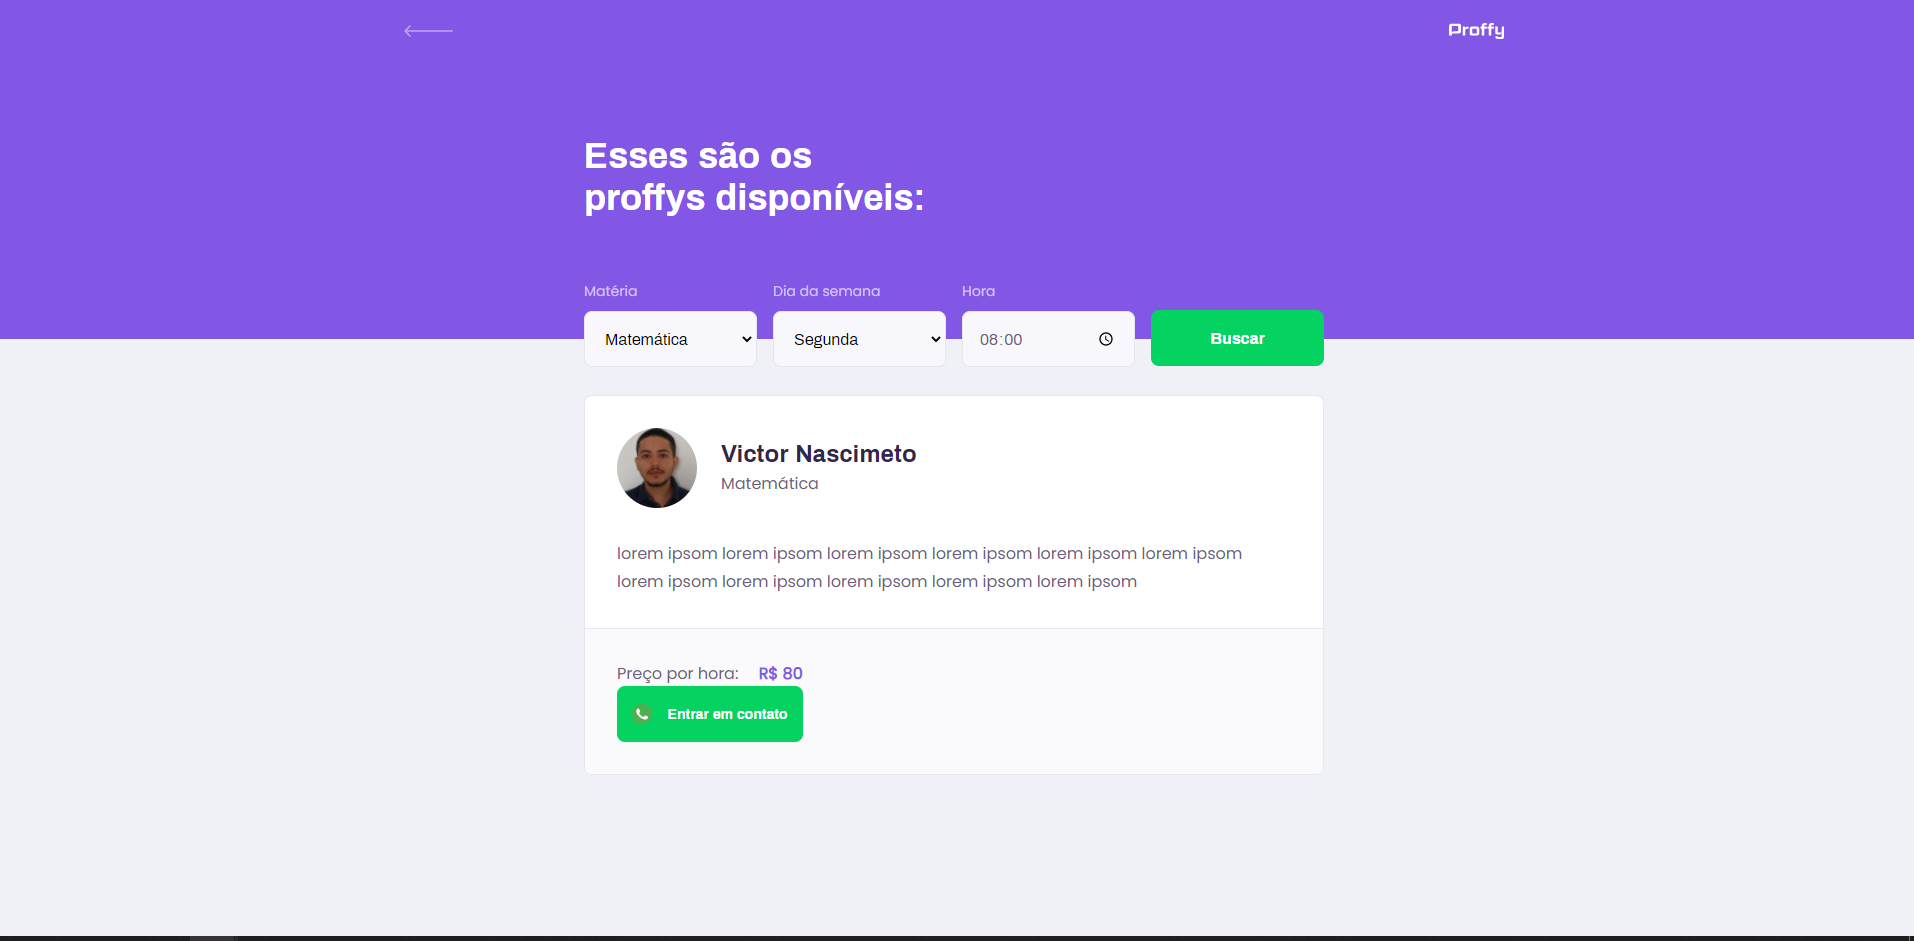 Proffy
Esses são os
proffys disponíveis:
Matéria
Dia da semana
Hora
Matemática
Segunda
08:00
Buscar
Victor Nascimeto
Matemática
lorem ipsom lorem ipsom lorem ipsom lorem ipsom lorem ipsom lorem ipsom
lorem ipsom lorem ipsom lorem ipsom lorem ipsom lorem ipsom
Preço por hora: R$ 80
Entrar em contato